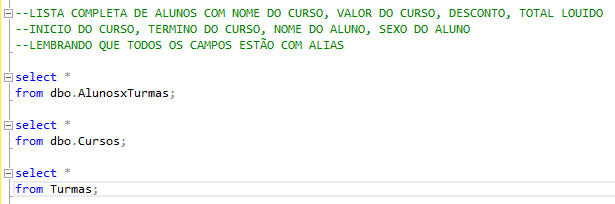 --LISTA COMPLETA DE ALUNOS COM NOME DO CURSO, VALOR DO CURSO, DESCONTO, TOTAL LOUIDO
--INICIO DO CURSO, TERMINO DO CURSO, NOME DO ALUNO, SEXO DO ALUNO
--LEMBRANDO QUE TODOS OS CAMPOS ESTÃO COM ALIAS
select *
from dbo.AlunosxTurmas;
select *
from dbo.Cursos;
select *
from Turmas;